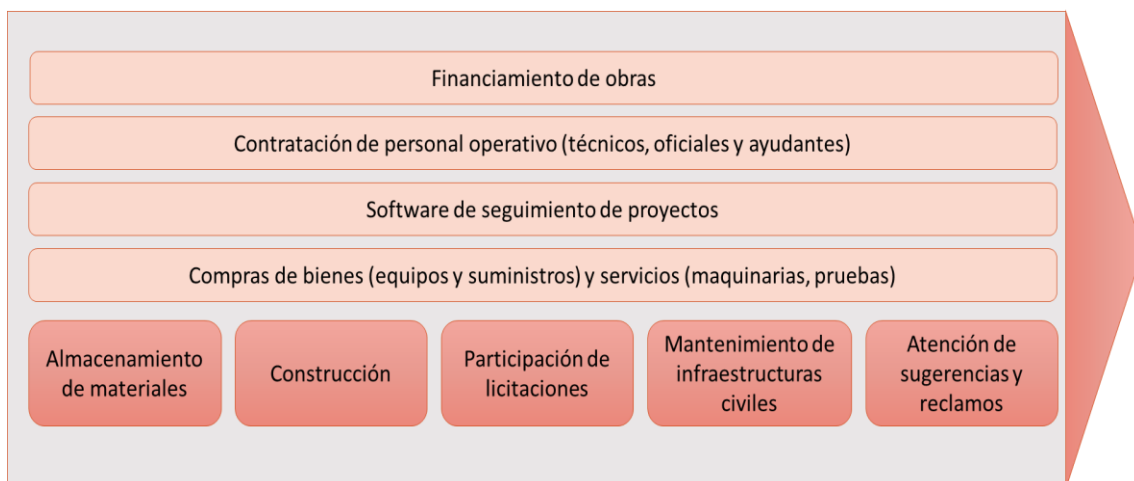 Financiamiento de obras
Contratación de personal operativo (técnicos, oficiales y ayudantes)
Software de seguimiento de proyectos
Compras de bienes (equipos y suministros) y servicios (maquinarias, pruebas)
Almacenamiento
de materiales
Construcción
Participación de
licitaciones
Mantenimiento de
infraestructuras
civiles
Atención de
sugerencias y
reclamos